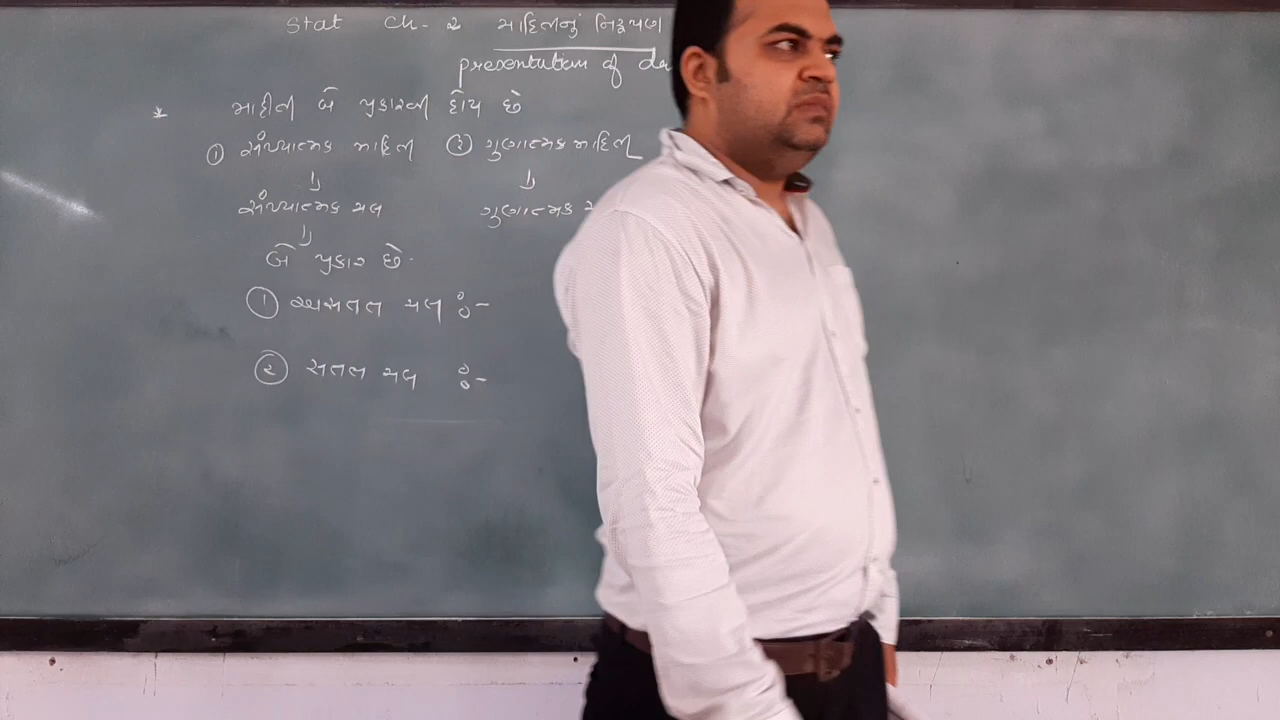 Stat Ch-2 માહિતીનું નિરૂપણ
presentation of da
* માહીતી બે પ્રકારની હોય છે
① સંખ્યાત્મક માહિતી ② ગુણાત્મક માહિતી
⇓ ⇓
સંખ્યાત્મક ચલ ગુણાત્મક ચ
⇓
બે પ્રકાર છે.
① અસતત ચલ :-
② સતત ચલ :-